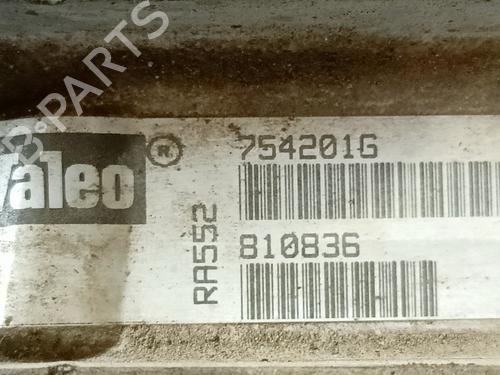 B-PARTS
Valeo ®
754201G
RA552
810836